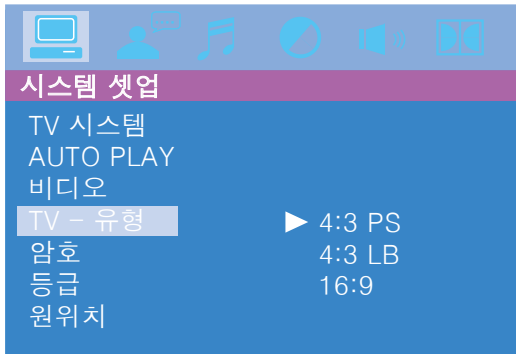 시스템 셋업
TV 시스템
AUTO PLAY
비디오
TV - 유형
▶ 4:3 PS
암호
4:3 LB
등급
16:9
원위치